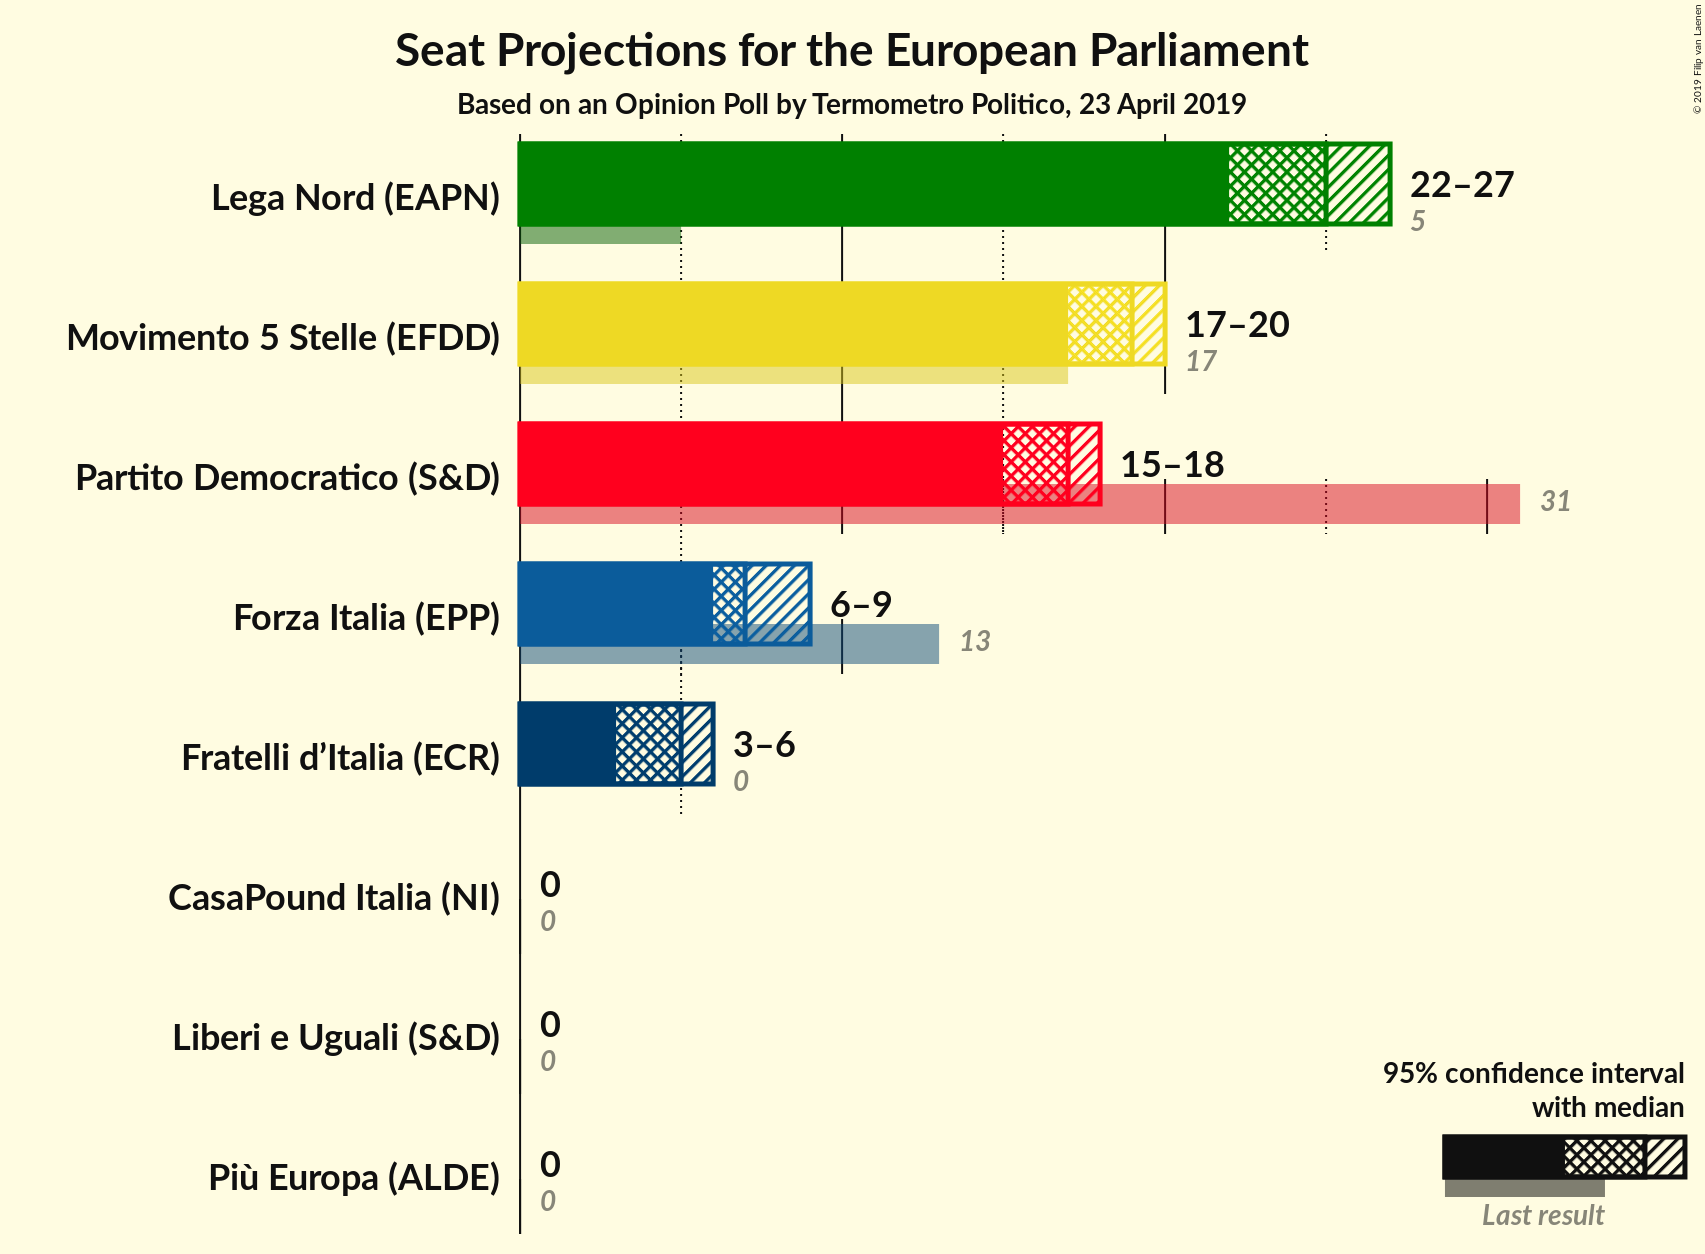 Seat Projections for the European Parliament
Based on an Opinion Poll by Termometro Politico, 23 April 2019
© 2019 Filip van Laenen
Lega Nord (EAPN)
22–27
5
Movimento 5 Stelle (EFDD)
17–20
17
Partito Democratico (S&D)
15–18
31
Forza Italia (EPP)
6–9
13
Fratelli d’Italia (ECR)
3–6
0
CasaPound Italia (NI)
0
0
Liberi e Uguali (S&D)
0
0
Più Europa (ALDE)
0
0
95% confidence interval
with median
Last result